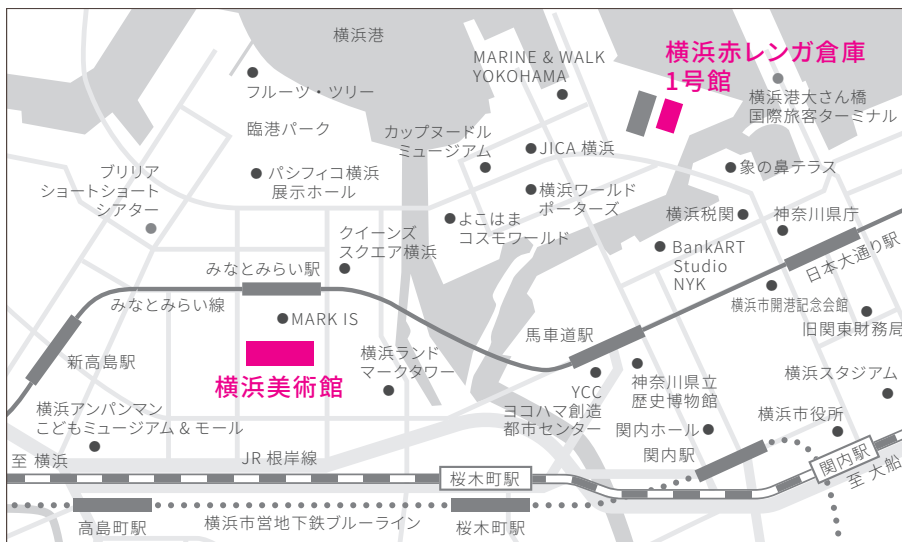 横浜港
MARINE & WALK
YOKOHAMA
横浜赤レンガ倉庫
1号館
フルーツ・ツリー
横浜港大さん橋
国際旅客ターミナル
臨港パーク
カップヌードル
ミュージアム
JICA 横浜
ブリリア
ショートショート
シアター
パシフィコ横浜
展示ホール
象の鼻テラス
横浜ワールド
ポーターズ
よこはま
コスモワールド
横浜税関
神奈川県庁
クイーンズ
スクエア横浜
BankART
Studio
NYK
日本大通り駅
みなとみらい駅
みなとみらい線
横浜市開港記念会館
MARK IS
馬車道駅
旧関東財務局
新高島駅
横浜ランド
マークタワー
横浜美術館
横浜スタジアム
YCC
ヨコハマ創造
都市センター
神奈川県立
歴史博物館
横浜アンパンマン
こどもミュージアム & モール
横浜市役所
関内ホール
関内駅
至 横浜
JR 根岸線
桜木町駅
関内駅
至 大船
高島町駅
横浜市営地下鉄ブルーライン
桜木町駅